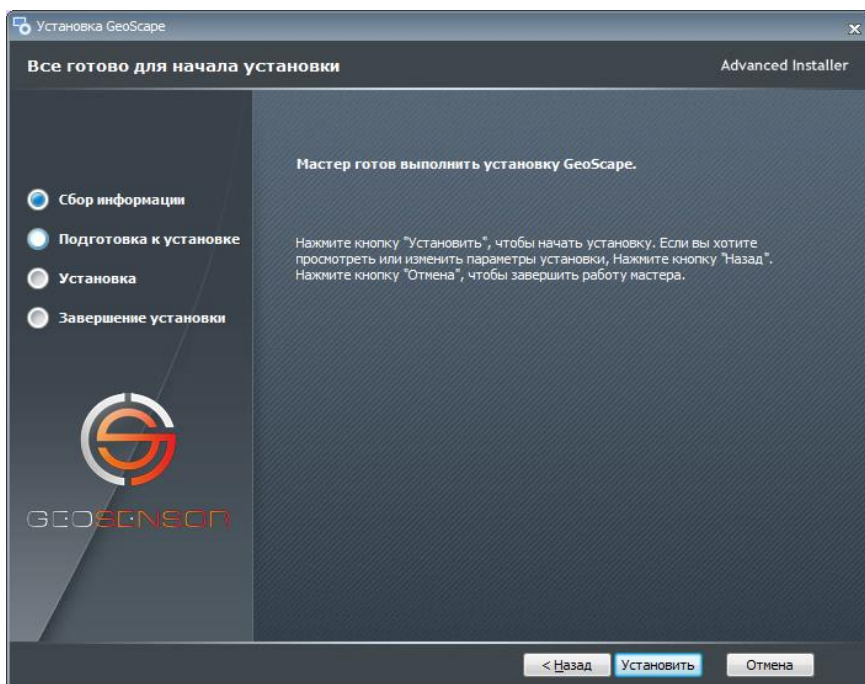 Установка GeoScape
Все готово для начала установки
Advanced Installer
Сбор информации
Подготовка к установке
Установка
Завершение установки
GEOSENSOR
Мастер готов выполнить установку GeoScape.
Нажмите кнопку "Установить", чтобы начать установку. Если вы хотите
просмотреть или изменить параметры установки, Нажмите кнопку "Назад".
Нажмите кнопку "Отмена", чтобы завершить работу мастера.
< Назад
Установить
Отмена